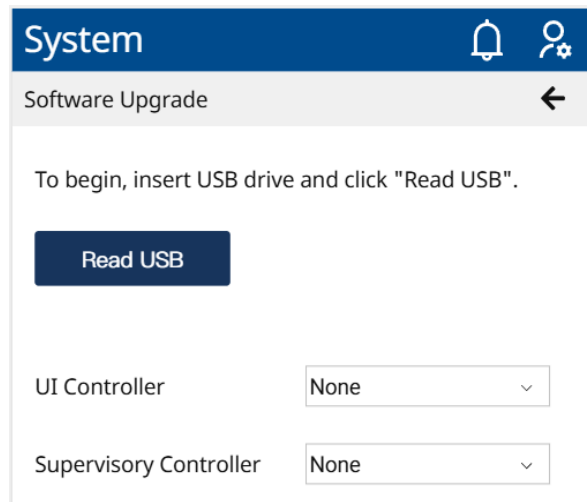 System
Software Upgrade
To begin, insert USB drive and click "Read USB".
Read USB
UI Controller None
Supervisory Controller None